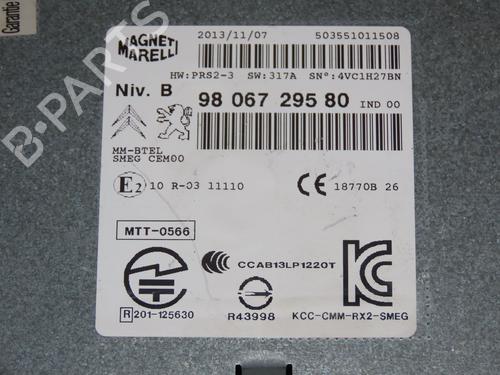 Garantie
MAGNETI
MARELLI
2013/11/07 503551011508
HW:PRS2-3 SW:317A SN°:4VC1H27BN
Niv. B 98 067 295 80 IND 00
MM-BTEL
SMEG CEM00
E2 10 R-03 11110 CE 18770B 26
MTT-0566
CCAB13LP1220T
R 201-125630 R43998 KCC-CMM-RX2-SMEG
B-PARTS